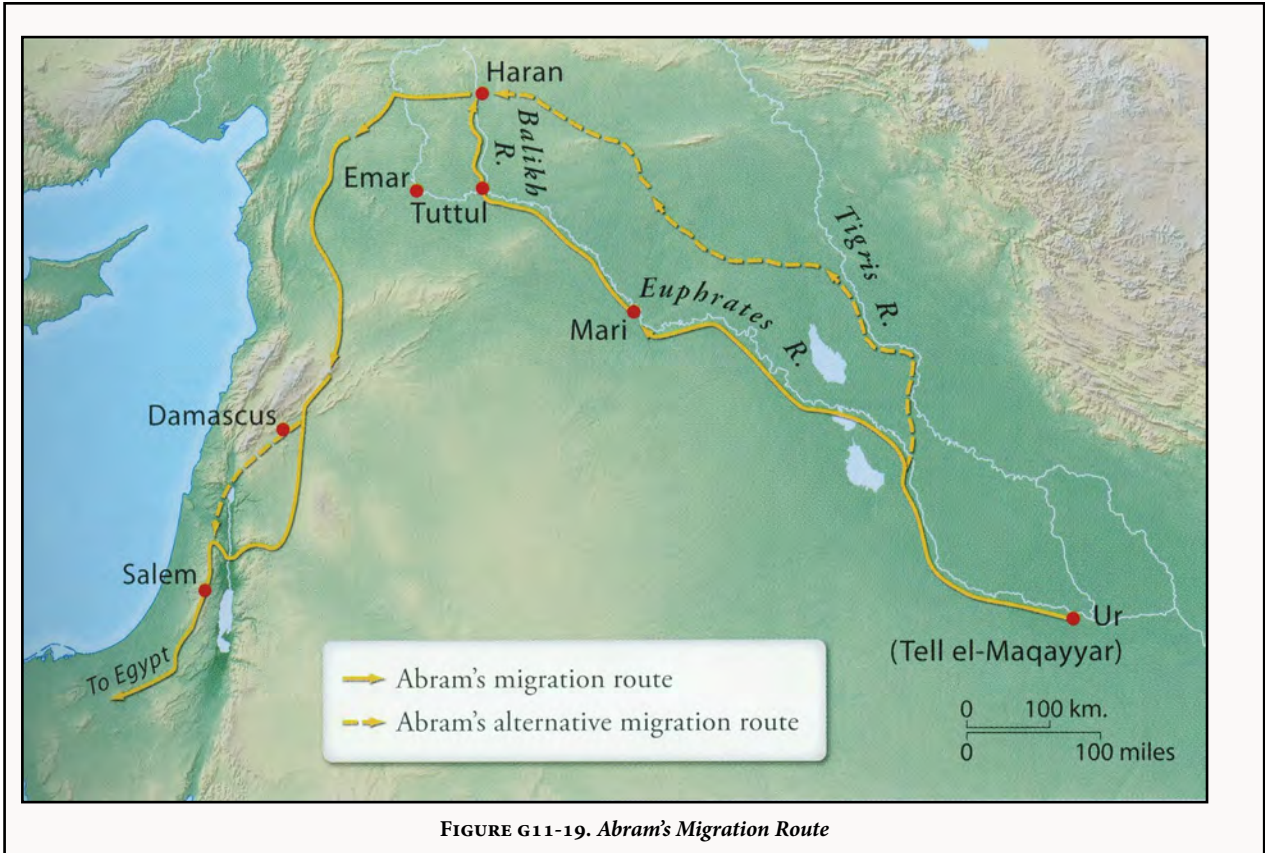 Haran
Balikh R.
Emar
Tuttul
Tigris R.
Euphrates R.
Mari
Damascus
Salem
To Egypt
Ur
(Tell el-Maqayyar)
Abram's migration route
Abram's alternative migration route
0 100 km.
0 100 miles
FIGURE G11-19. Abram's Migration Route